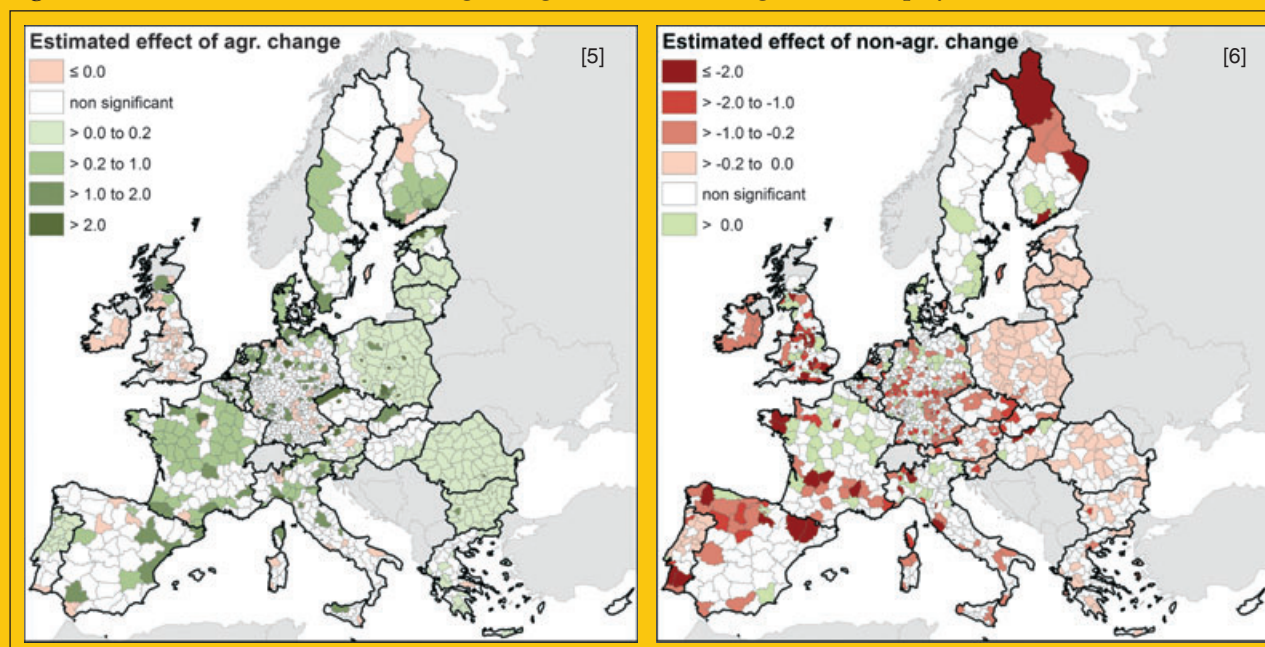 Estimated effect of agr. change
[5]
≤ 0.0
non significant
> 0.0 to 0.2
> 0.2 to 1.0
> 1.0 to 2.0
> 2.0
Estimated effect of non-agr. change
[6]
≤ -2.0
> -2.0 to -1.0
> -1.0 to -0.2
> -0.2 to 0.0
non significant
> 0.0